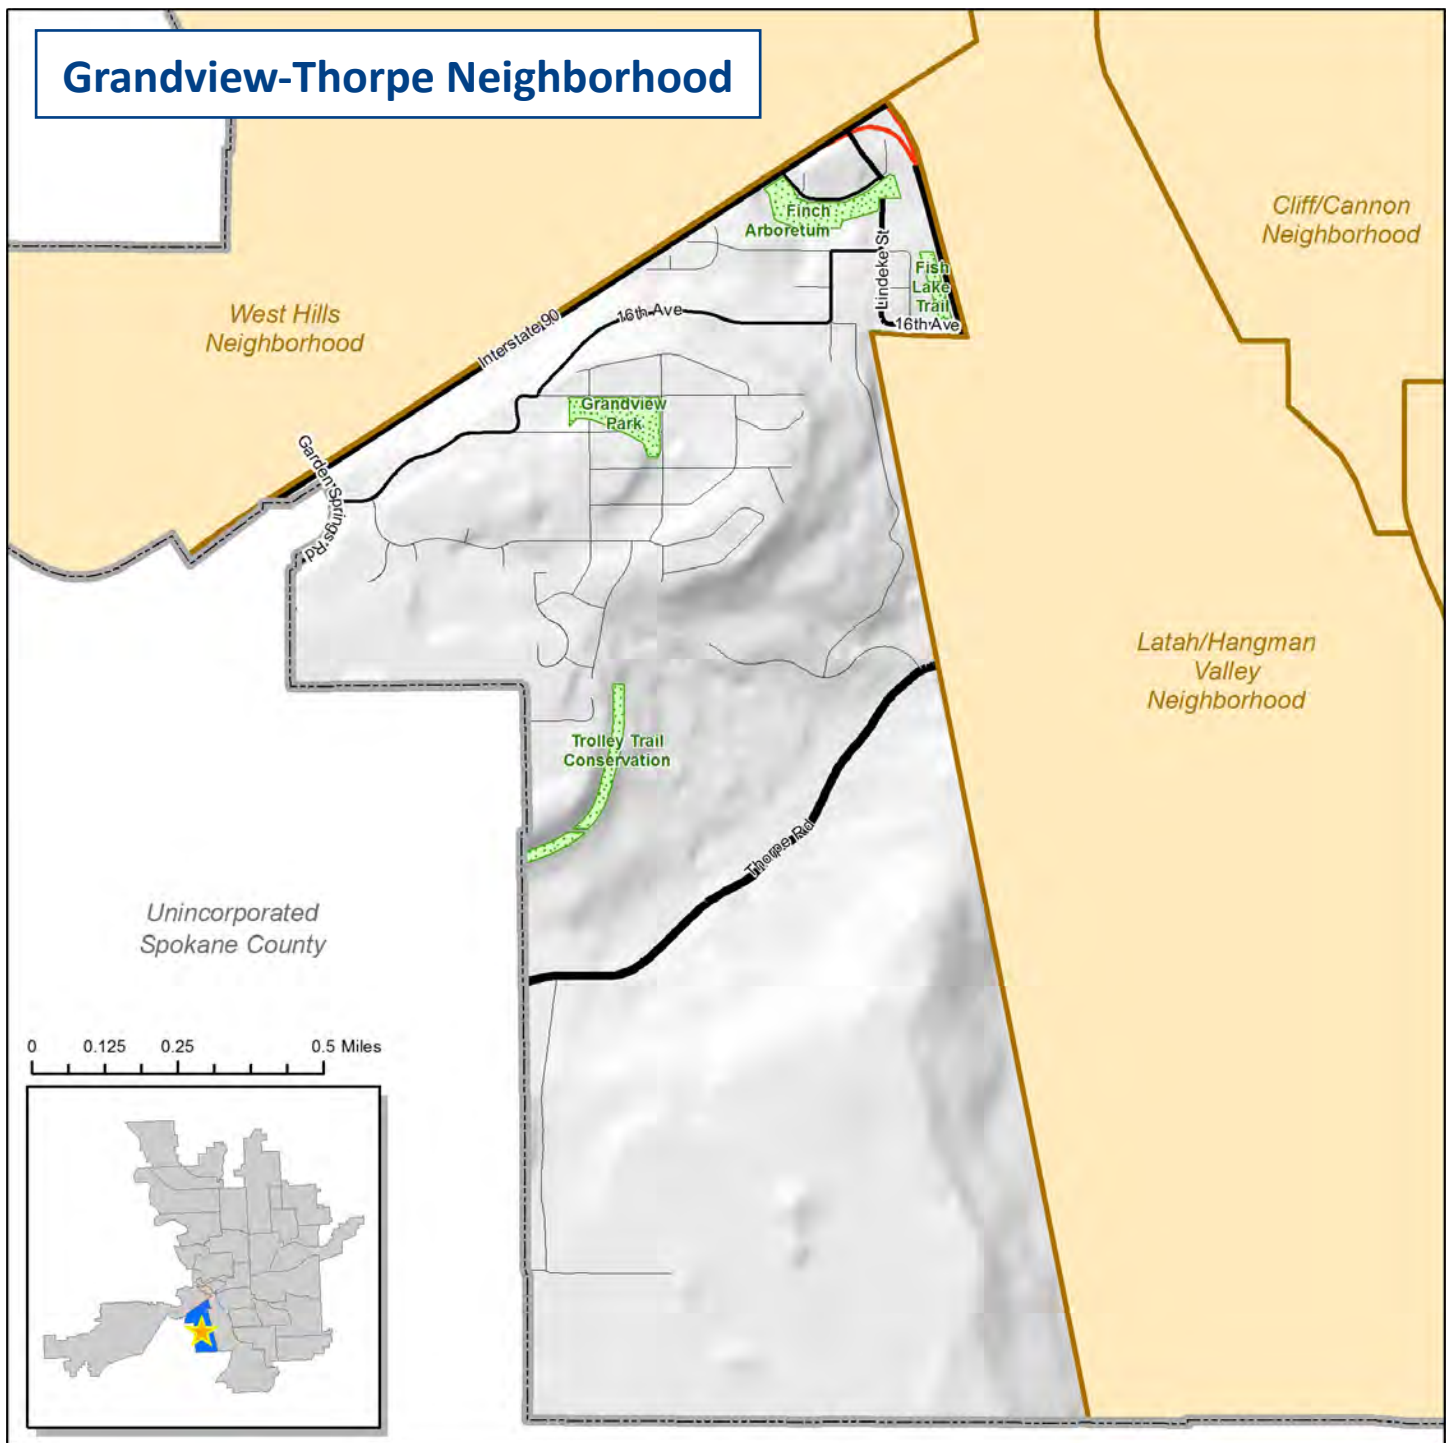 Grandview-Thorpe Neighborhood
Cliff/Cannon
Neighborhood
Finch
Arboretum
Lindeke St
Fish
Lake
Trail
16th Ave
West Hills
Neighborhood
Interstate 90
16th Ave
Grandview
Park
Garden Springs Rd
Latah/Hangman
Valley
Neighborhood
Trolley Trail
Conservation
Thorpe Rd
Unincorporated
Spokane County
0 0.125 0.25 0.5 Miles